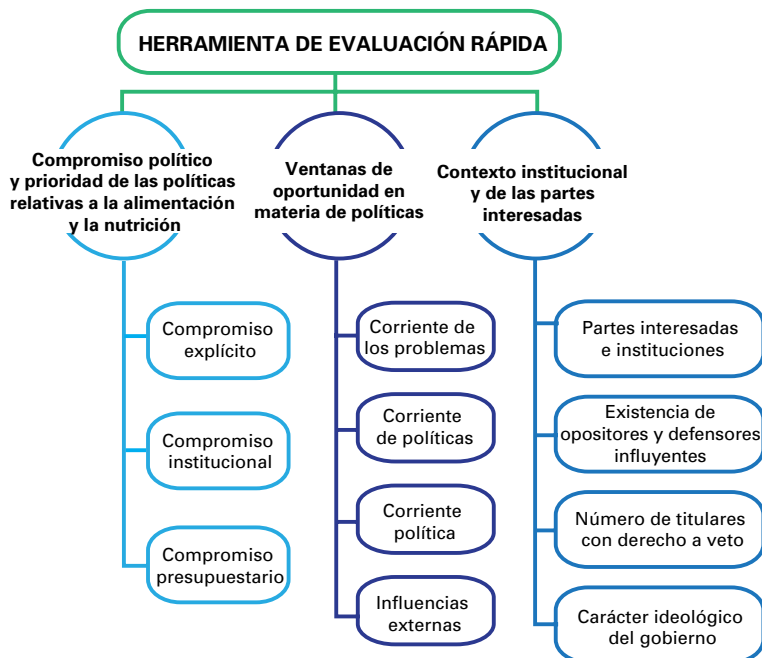 HERRAMIENTA DE EVALUACIÓN RÁPIDA
Compromiso político
y prioridad de las políticas
relativas a la alimentación
y la nutrición
Compromiso
explícito
Compromiso
institucional
Compromiso
presupuestario
Ventanas de
oportunidad en
materia de políticas
Corriente de
los problemas
Corriente
de políticas
Corriente
política
Influencias
externas
Contexto institucional
y de las partes
interesadas
Partes interesadas
e instituciones
Existencia de
opositores y defensores
influyentes
Número de titulares
con derecho a veto
Carácter ideológico
del gobierno